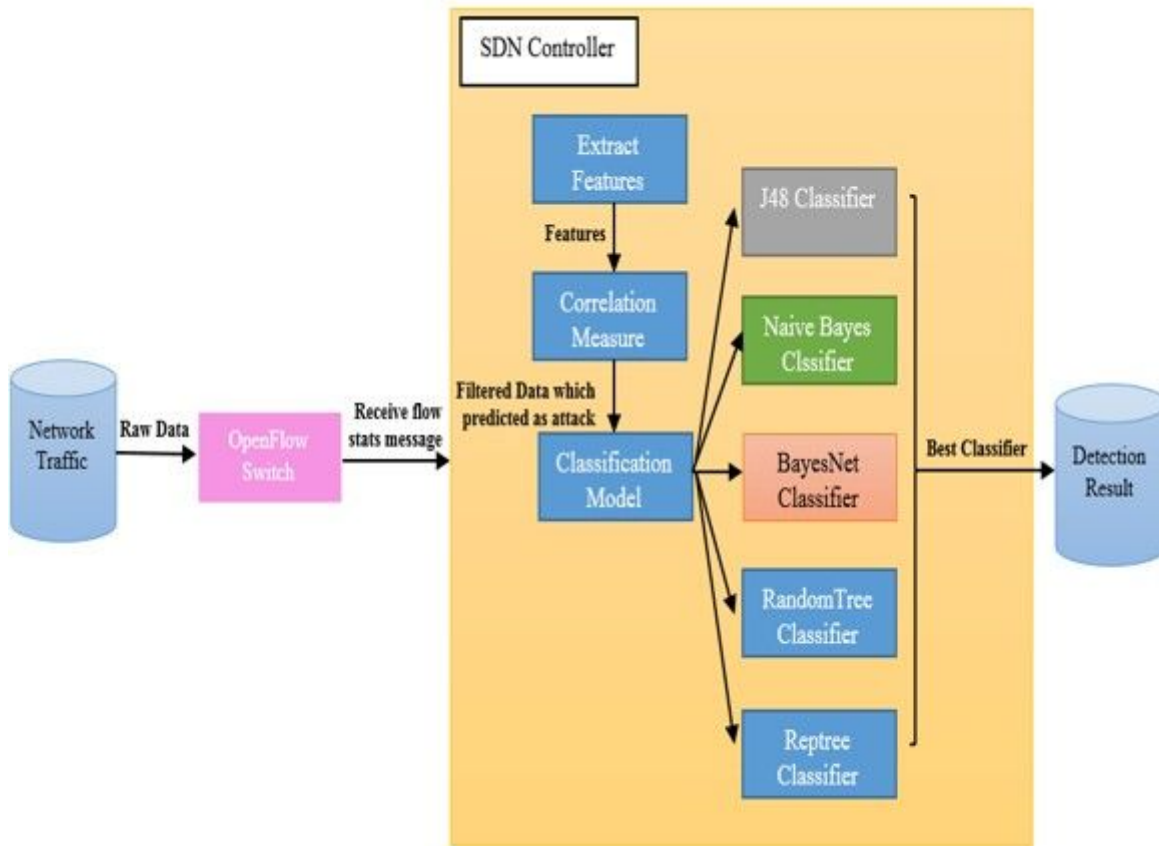 SDN Controller
Extract
Features
Features
Correlation
Measure
Filtered Data which
predicted as attack
Classification
Model
J48 Classifier
Naive Bayes
Clssifier
BayesNet
Classifier
RandomTree
Classifier
Reptree
Classifier
Network
Traffic
Raw Data
OpenFlow
Switch
Receive flow
stats message
Best Classifier
Detection
Result